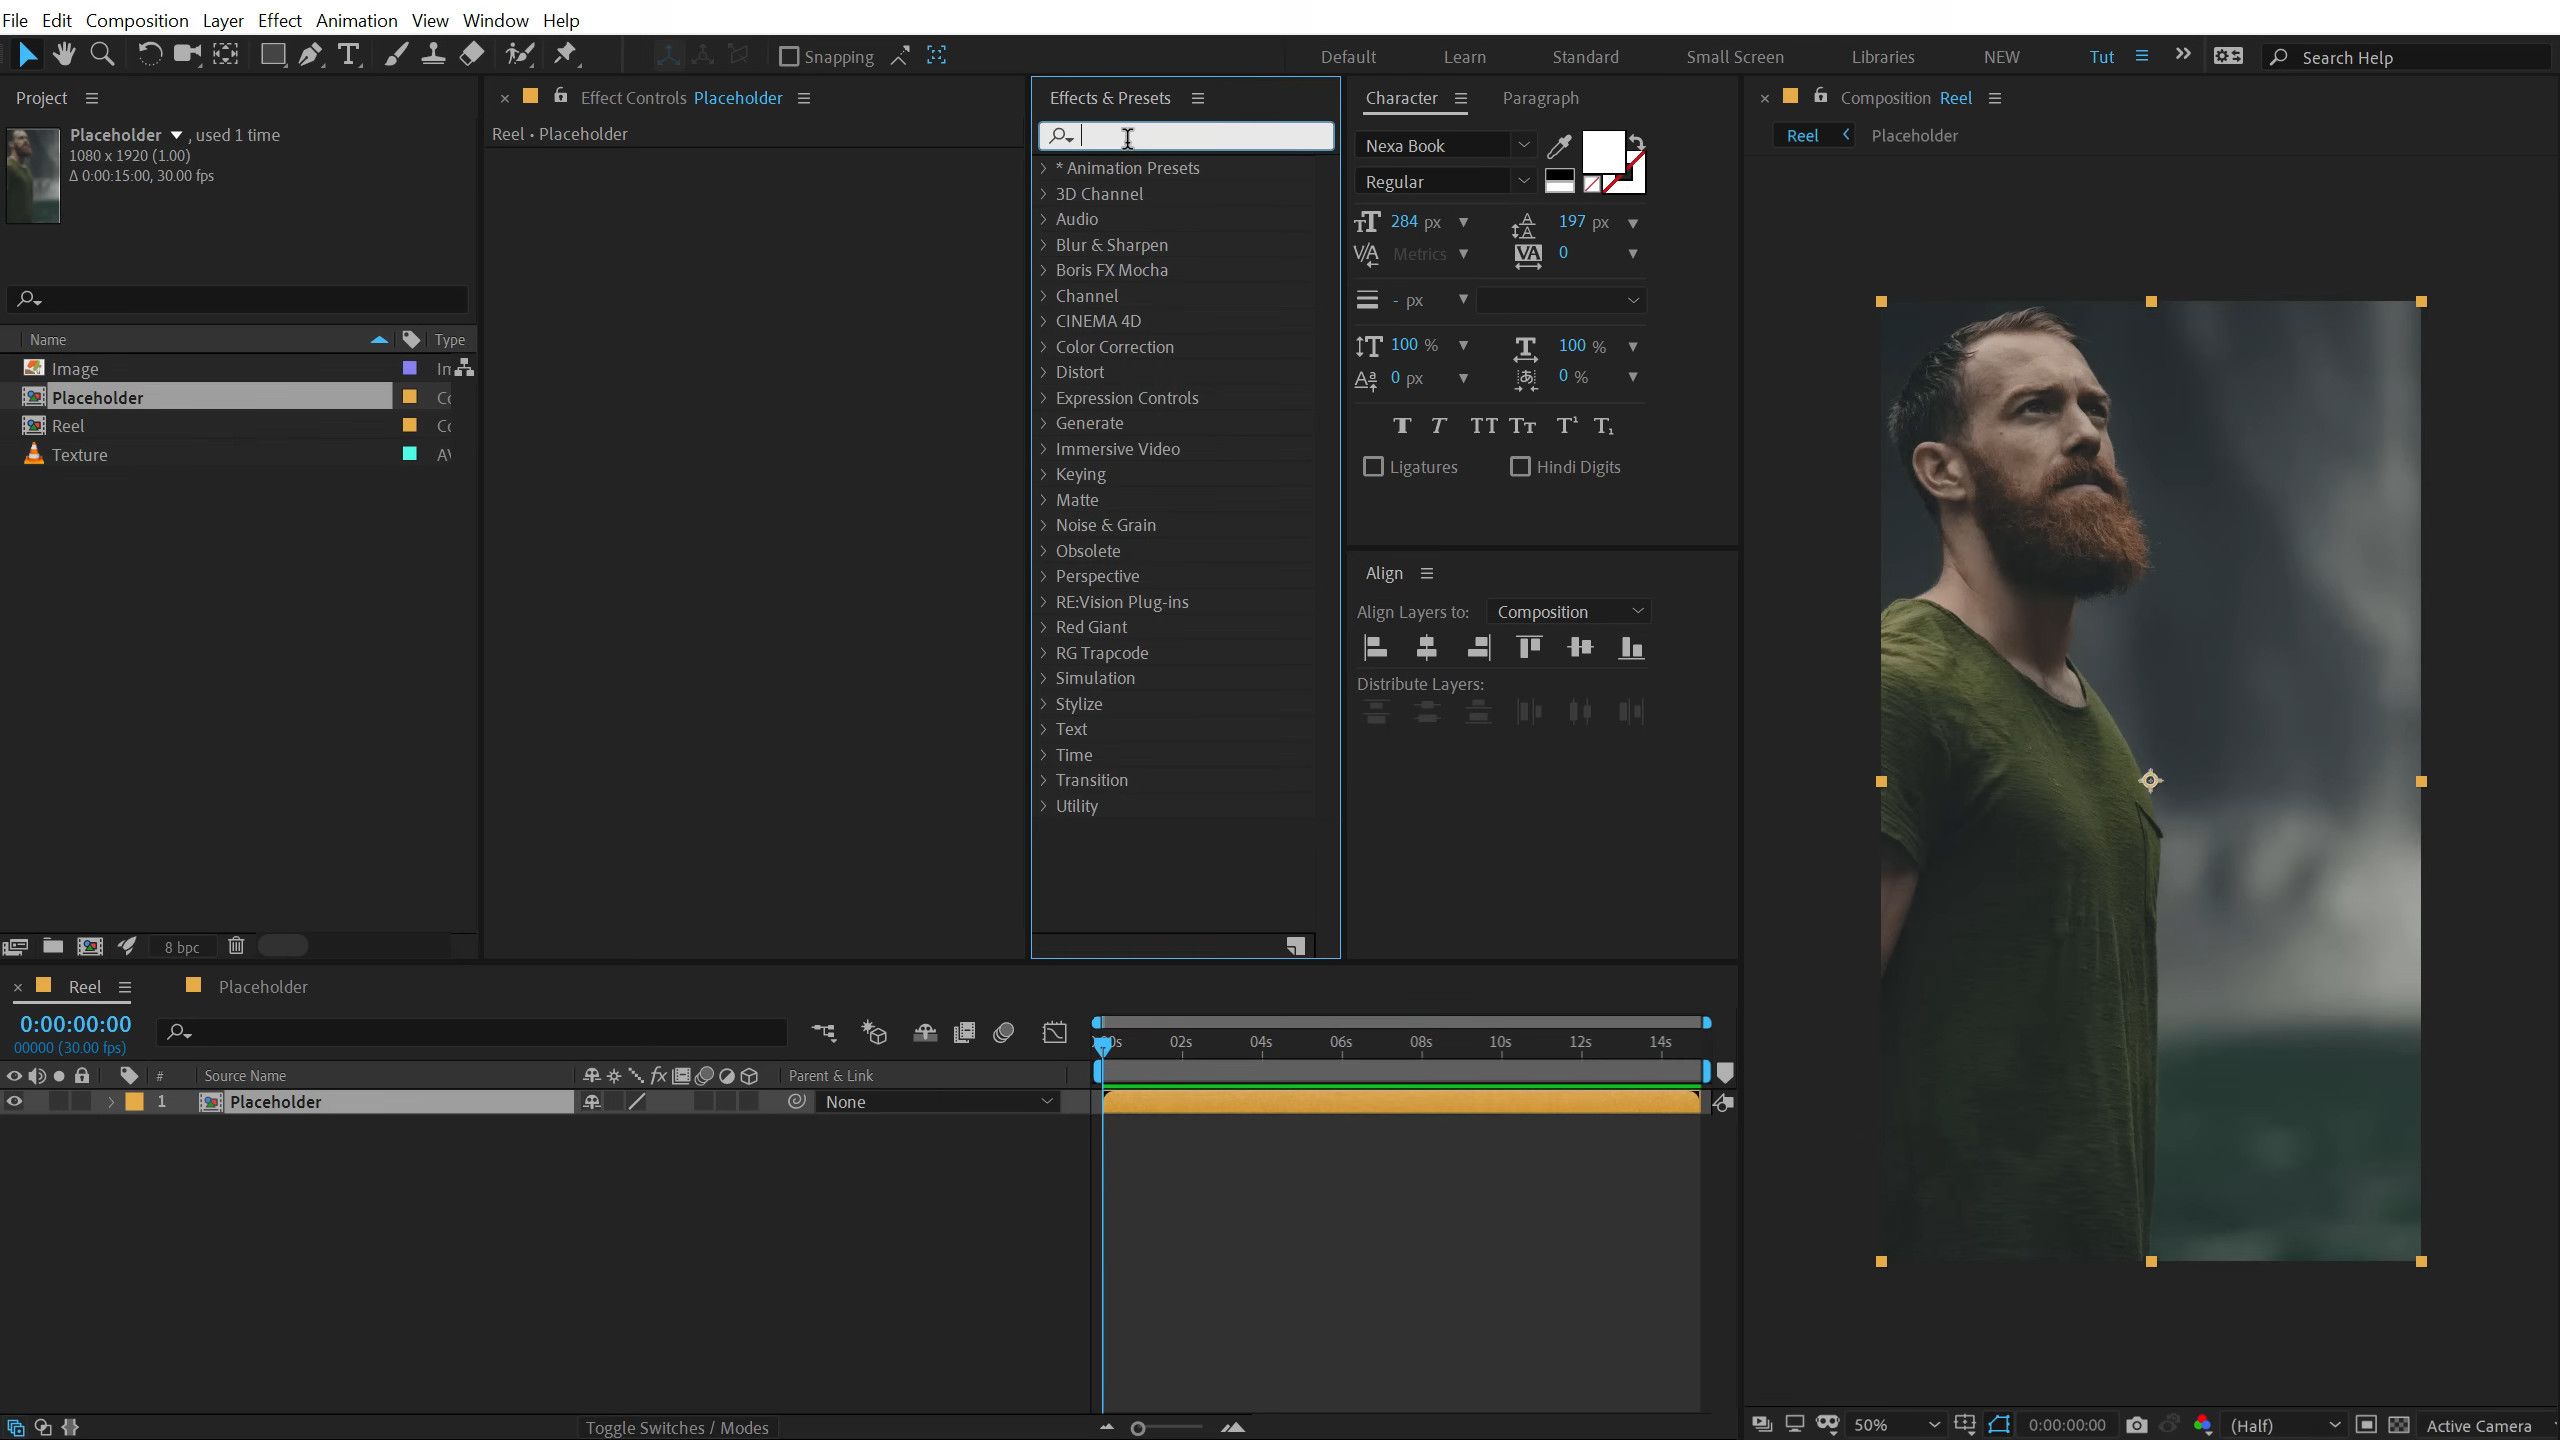 File Edit Composition Layer Effect Animation View Window Help
Snapping
Default Learn Standard Small Screen Libraries NEW Tut
Search Help
Project
Placeholder , used 1 time
1080 x 1920 (1.00)
Δ 0:00:15:00, 30.00 fps
Name Type
Image
Placeholder
Reel
Texture
8 bpc
Effect Controls Placeholder
Reel • Placeholder
Effects & Presets
* Animation Presets
3D Channel
Audio
Blur & Sharpen
Boris FX Mocha
Channel
CINEMA 4D
Color Correction
Distort
Expression Controls
Generate
Immersive Video
Keying
Matte
Noise & Grain
Obsolete
Perspective
RE:Vision Plug-ins
Red Giant
RG Trapcode
Simulation
Stylize
Text
Time
Transition
Utility
Character Paragraph
Nexa Book
Regular
284 px 197 px
Metrics 0
- px
100 % 100 %
0 px 0 %
Ligatures Hindi Digits
Align
Align Layers to: Composition
Distribute Layers:
Composition Reel
Reel Placeholder
50% 0:00:00:00 (Half) Active Camera
Reel Placeholder
0:00:00:00
00000 (30.00 fps)
02s 04s 06s 08s 10s 12s 14s
# Source Name Parent & Link
1 Placeholder None
Toggle Switches / Modes